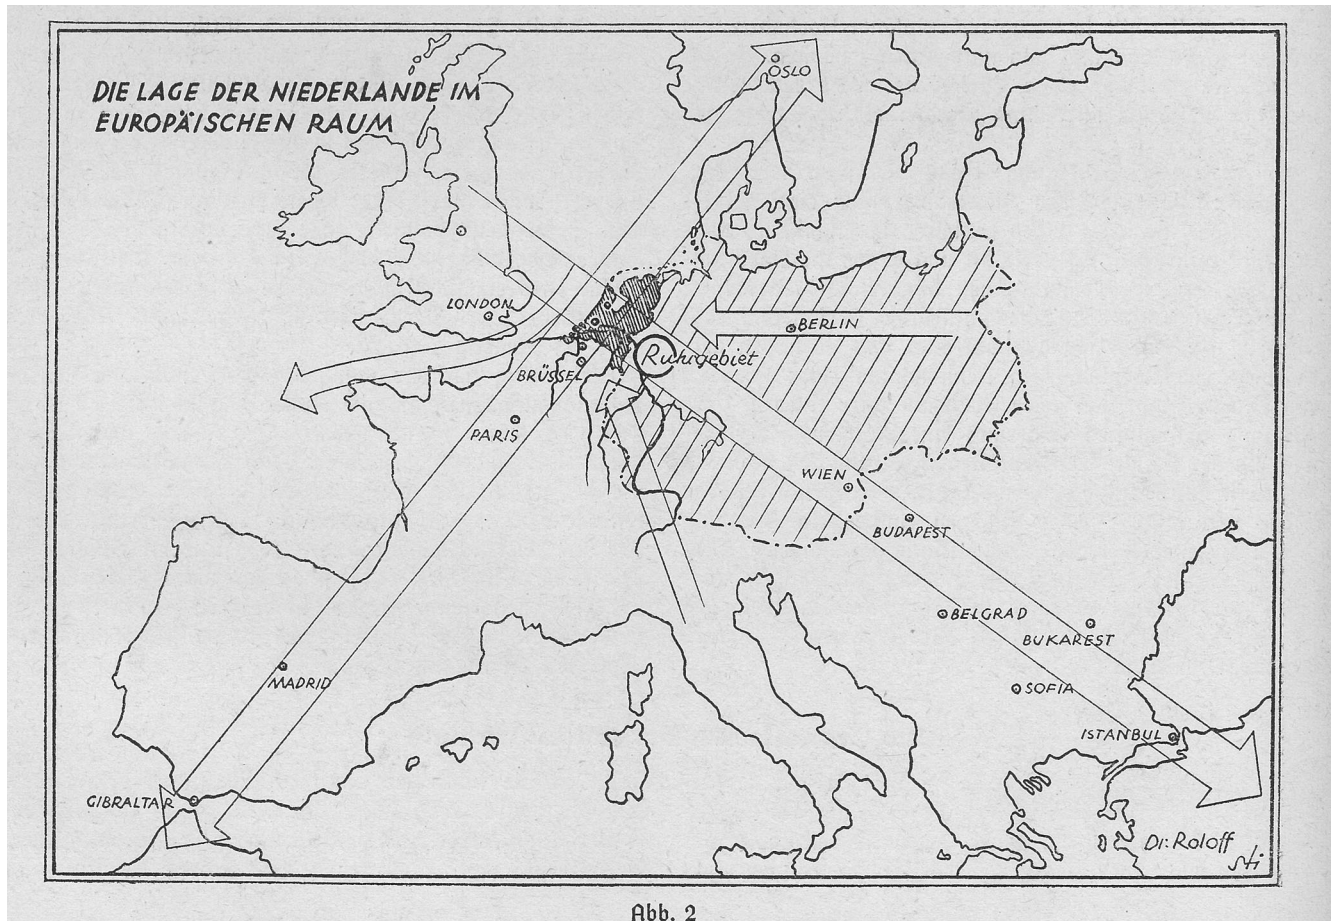 DIE LAGE DER NIEDERLANDE IM
EUROPÄISCHEN RAUM
OSLO
LONDON
BERLIN
Ruhrgebiet
BRÜSSEL
PARIS
WIEN
BUDAPEST
BELGRAD
BUKAREST
MADRID
SOFIA
ISTANBUL
GIBRALTAR
Dr. Roloff
Abb. 2